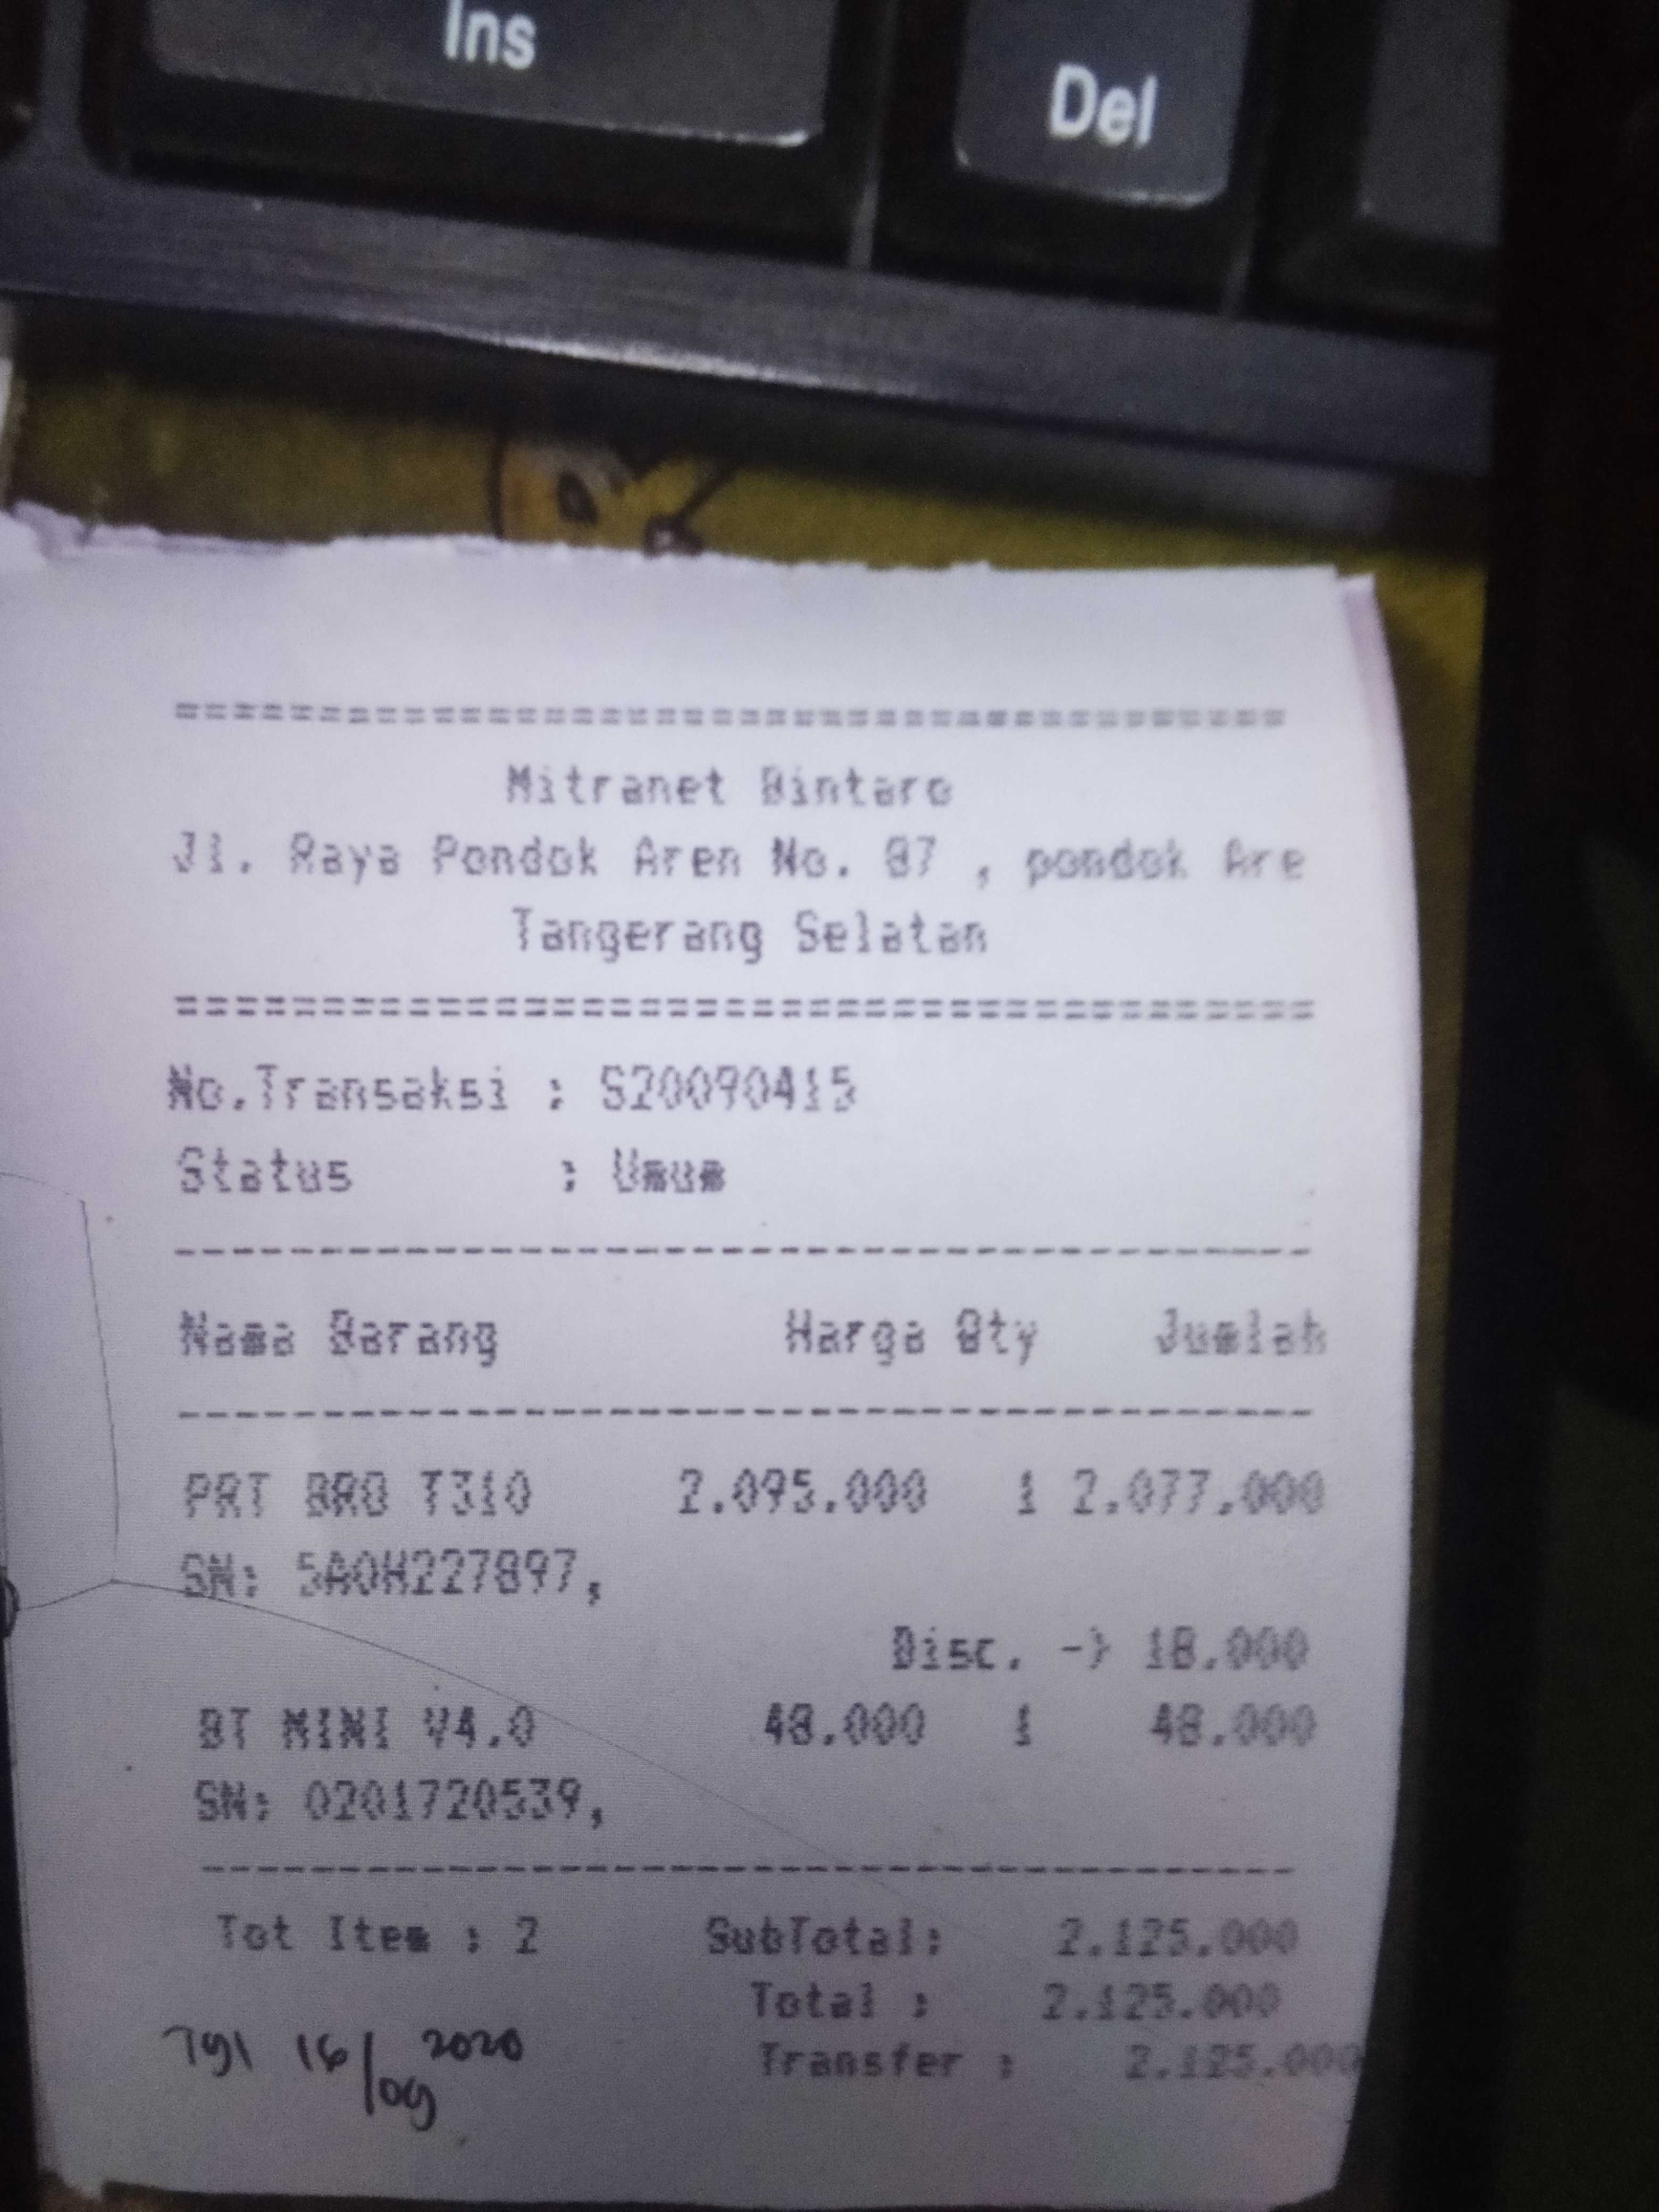 Ins
Del
================================
Mitranet Bintaro
Jl. Raya Pondok Aren No. 87 , pondok Are
Tangerang Selatan
================================
No.Transaksi : S20090415
Status : Umum
--------------------------------
Nama Barang Harga Qty Jumlah
--------------------------------
PRT BRO T310 2.095.000 1 2.077.000
SN: 5A0H227897,
Disc. -> 18.000
BT MINI V4.0 48.000 1 48.000
SN: 0201720539,
--------------------------------
Tot Item : 2 SubTotal: 2.125.000
Total : 2.125.000
Transfer : 2.125.000
Tgl 16/09 2020